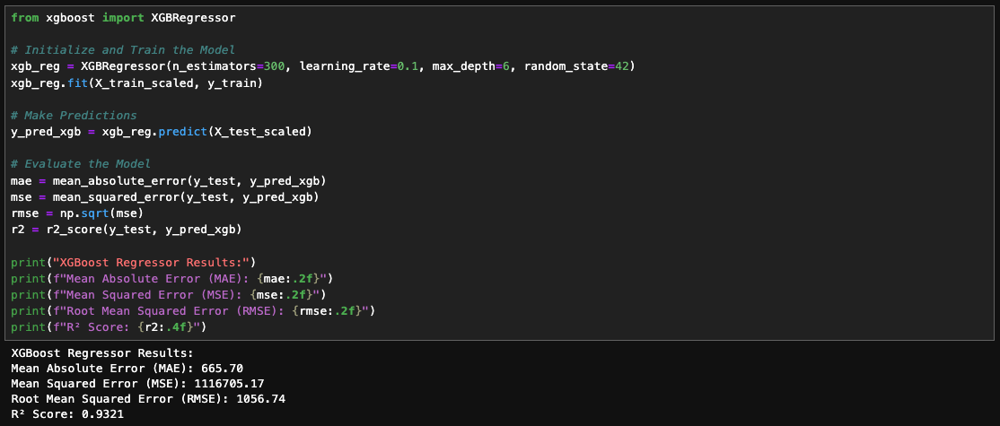 from xgboost import XGBRegressor
# Initialize and Train the Model
xgb_reg = XGBRegressor(n_estimators=300, learning_rate=0.1, max_depth=6, random_state=42)
xgb_reg.fit(X_train_scaled, y_train)
# Make Predictions
y_pred_xgb = xgb_reg.predict(X_test_scaled)
# Evaluate the Model
mae = mean_absolute_error(y_test, y_pred_xgb)
mse = mean_squared_error(y_test, y_pred_xgb)
rmse = np.sqrt(mse)
r2 = r2_score(y_test, y_pred_xgb)
print("XGBoost Regressor Results:")
print(f"Mean Absolute Error (MAE): {mae:.2f}")
print(f"Mean Squared Error (MSE): {mse:.2f}")
print(f"Root Mean Squared Error (RMSE): {rmse:.2f}")
print(f"R² Score: {r2:.4f}")
XGBoost Regressor Results:
Mean Absolute Error (MAE): 665.70
Mean Squared Error (MSE): 1116705.17
Root Mean Squared Error (RMSE): 1056.74
R² Score: 0.9321